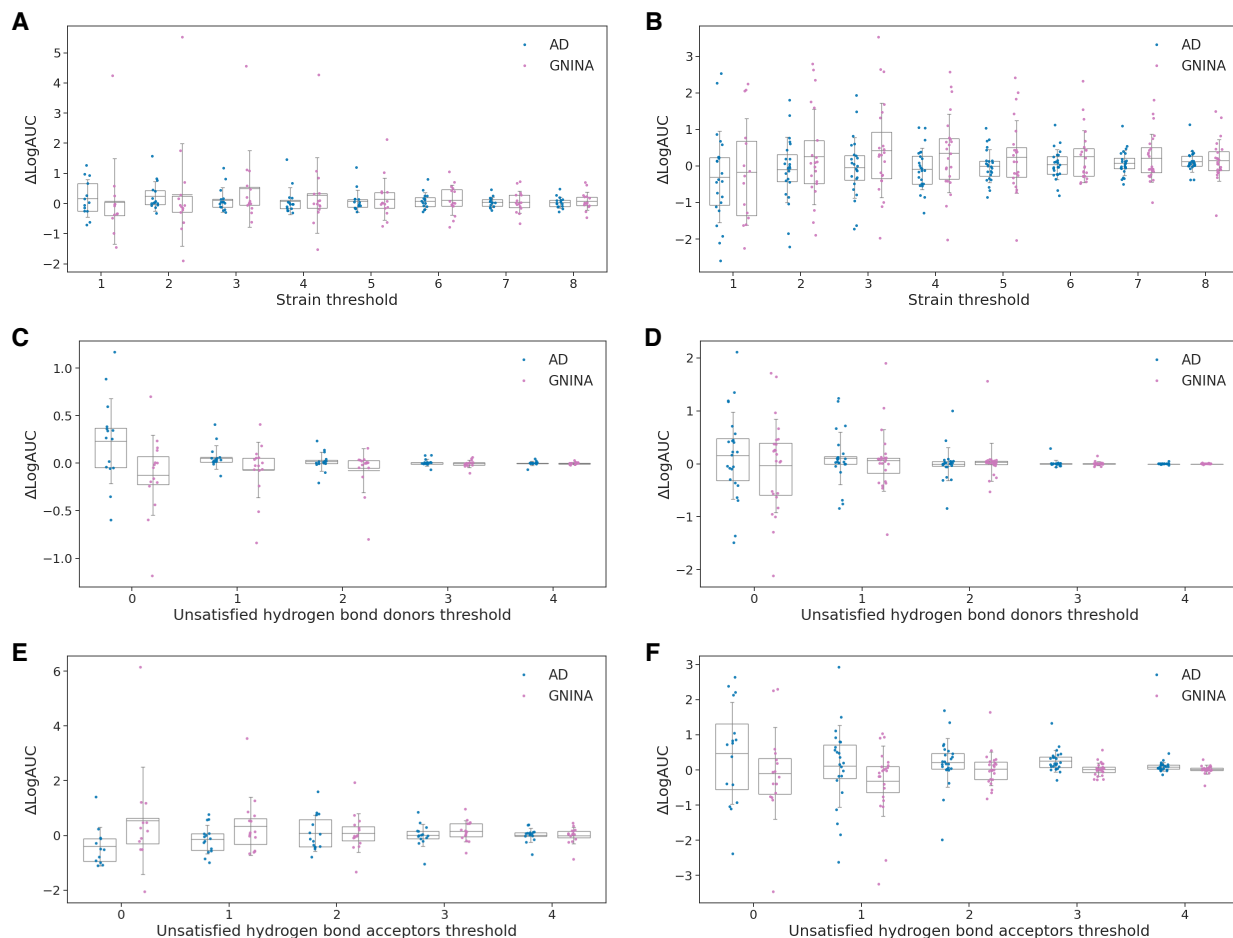 A
AD
GNINA
ΔLogAUC
5
4
3
2
1
0
−1
−2
1 2 3 4 5 6 7 8
Strain threshold
B
AD
GNINA
ΔLogAUC
3
2
1
0
−1
−2
1 2 3 4 5 6 7 8
Strain threshold
C
AD
GNINA
ΔLogAUC
1.0
0.5
0.0
−0.5
−1.0
0 1 2 3 4
Unsatisfied hydrogen bond donors threshold
D
AD
GNINA
ΔLogAUC
2
1
0
−1
−2
0 1 2 3 4
Unsatisfied hydrogen bond donors threshold
E
AD
GNINA
ΔLogAUC
6
4
2
0
−2
0 1 2 3 4
Unsatisfied hydrogen bond acceptors threshold
F
AD
GNINA
ΔLogAUC
3
2
1
0
−1
−2
−3
0 1 2 3 4
Unsatisfied hydrogen bond acceptors threshold